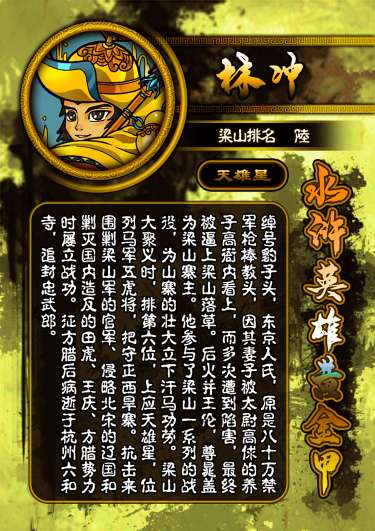 林冲
梁山排名 陸
天雄星
水浒英雄黄金甲
绰号豹子头，东京人氏，原是八十万禁
军枪棒教头，因其妻子被太尉高俅的养
子高衙内看上，而多次遭到陷害，最终
被逼上梁山落草。后火并王伦，尊晁盖
为梁山寨主。他参与了梁山一系列的战
役，为山寨的壮大立下汗马功劳。梁山
大聚义时，排第六位，上应天雄星，位
列马军五虎将，把守正西旱寨。抗击来
围剿梁山军的官军、侵略北宋的辽国和
剿灭国内造反的田虎、王庆、方腊势力
时屡立战功。征方腊后病逝于杭州六和
寺，追封忠武郎。